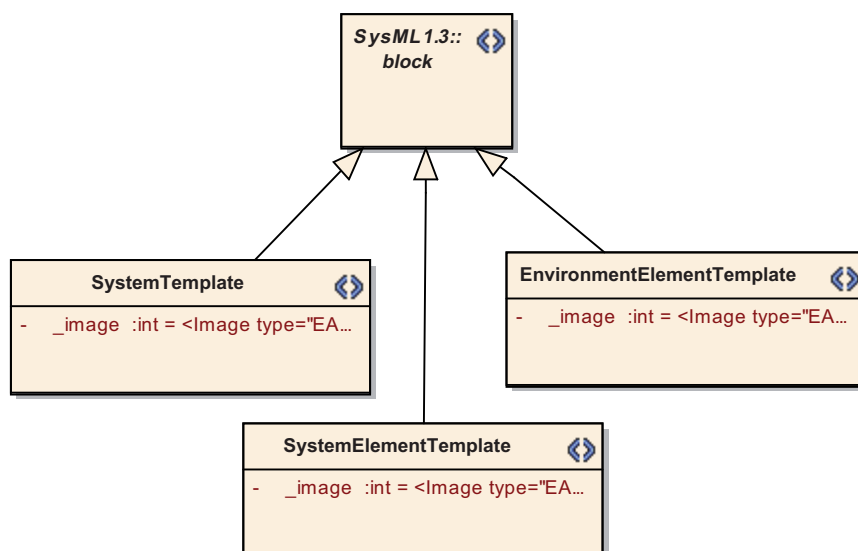 SysML1.3::
block
SystemTemplate
- _image :int = <Image type="EA...
EnvironmentElementTemplate
- _image :int = <Image type="EA...
SystemElementTemplate
- _image :int = <Image type="EA...